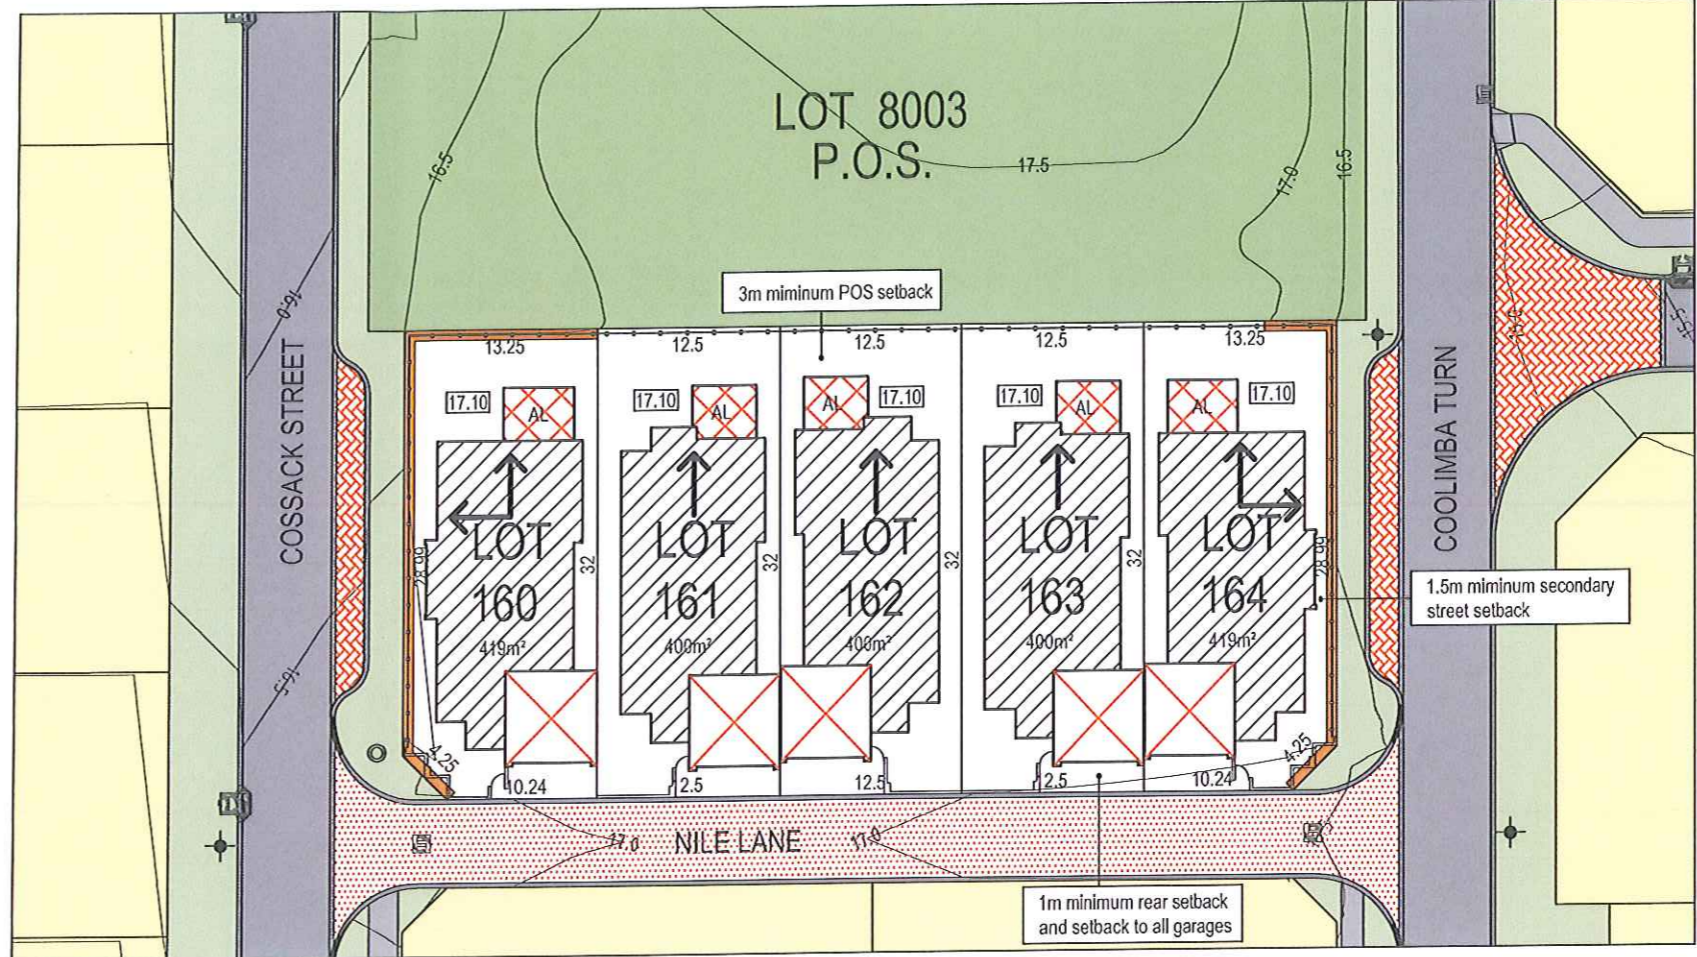 LOT 8003
P.O.S.
16.5
17.5
17.0
16.5
3m miminum POS setback
16.0
13.25
12.5
12.5
12.5
13.25
17.10
AL
17.10
AL
AL
17.10
17.10
AL
AL
17.10
COSSACK STREET
COOLIMBA TURN
LOT
160
419m²
LOT
161
400m²
LOT
162
400m²
LOT
163
400m²
LOT
164
419m²
28.99
32
32
32
32
28.99
1.5m miminum secondary
street setback
16.5
4.25
4.25
10.24
2.5
12.5
2.5
10.24
17.0
NILE LANE
17.0
1m minimum rear setback
and setback to all garages